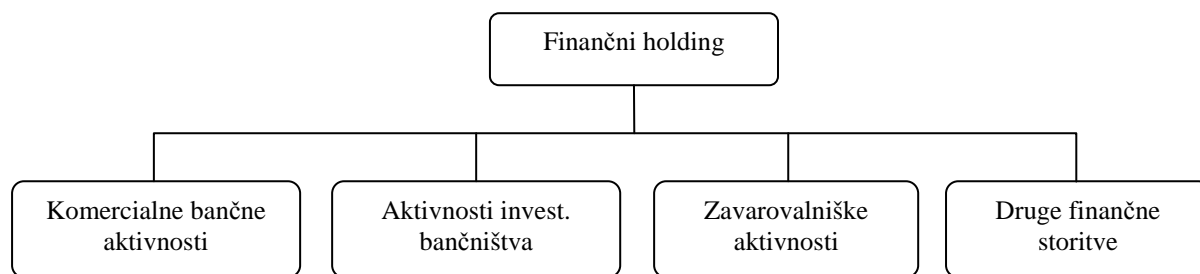 Finančni holding
Komercialne bančne
aktivnosti
Aktivnosti invest.
bančništva
Zavarovalniške
aktivnosti
Druge finančne
storitve